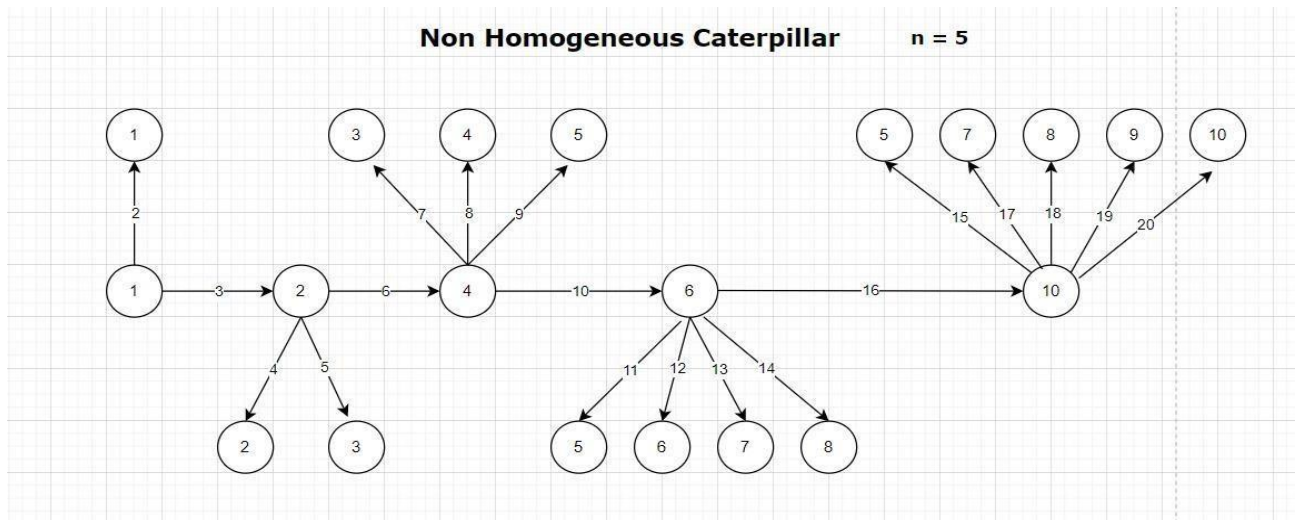 Non Homogeneous Caterpillar n = 5
1 3 4 5 5 7 8 9 10
2 7 8 9 15 17 18 19 20
1 3 2 6 4 10 6 16 10
4 5 11 12 13 14
2 3 5 6 7 8